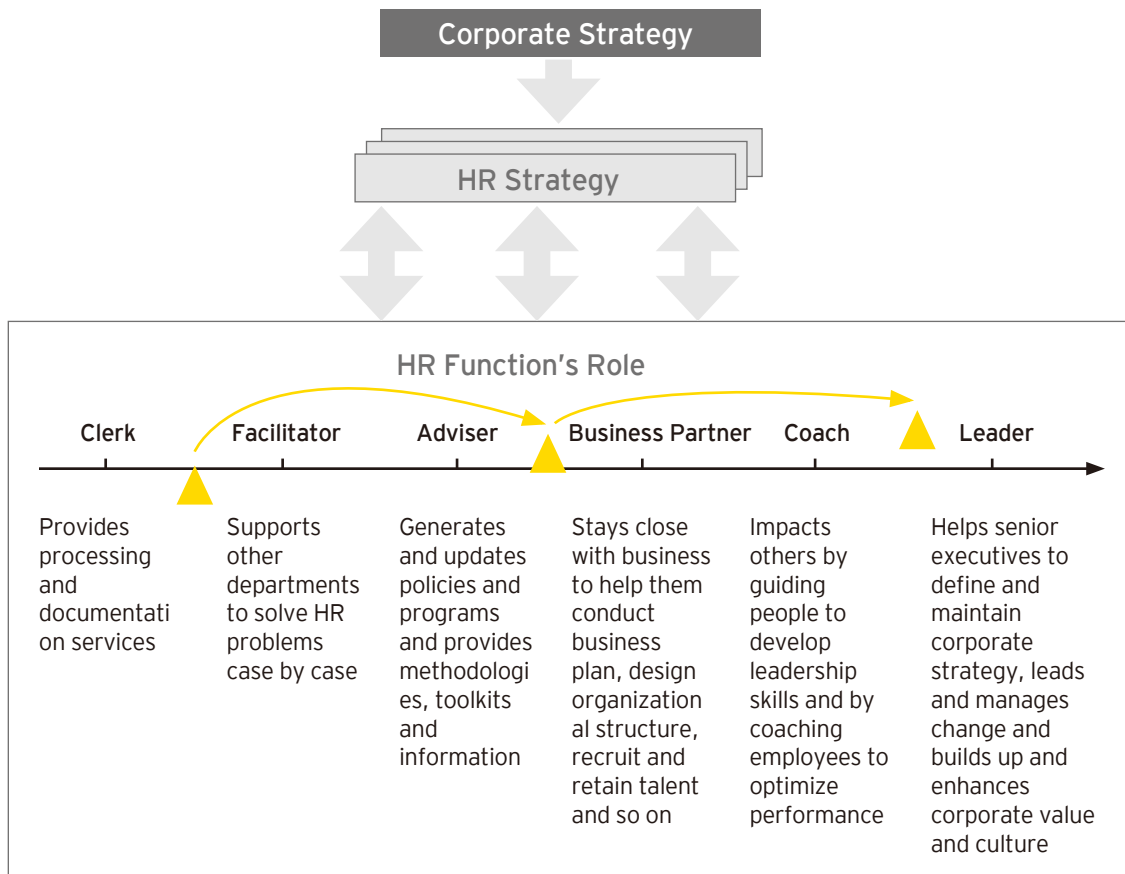 Corporate Strategy
HR Strategy
HR Function's Role
Clerk
Facilitator
Adviser
Business Partner
Coach
Leader
Provides
processing
and
documentati
on services
Supports
other
departments
to solve HR
problems
case by case
Generates
and updates
policies and
programs
and provides
methodologi
es, toolkits
and
information
Stays close
with business
to help them
conduct
business
plan, design
organization
al structure,
recruit and
retain talent
and so on
Impacts
others by
guiding
people to
develop
leadership
skills and by
coaching
employees to
optimize
performance
Helps senior
executives to
define and
maintain
corporate
strategy, leads
and manages
change and
builds up and
enhances
corporate value
and culture